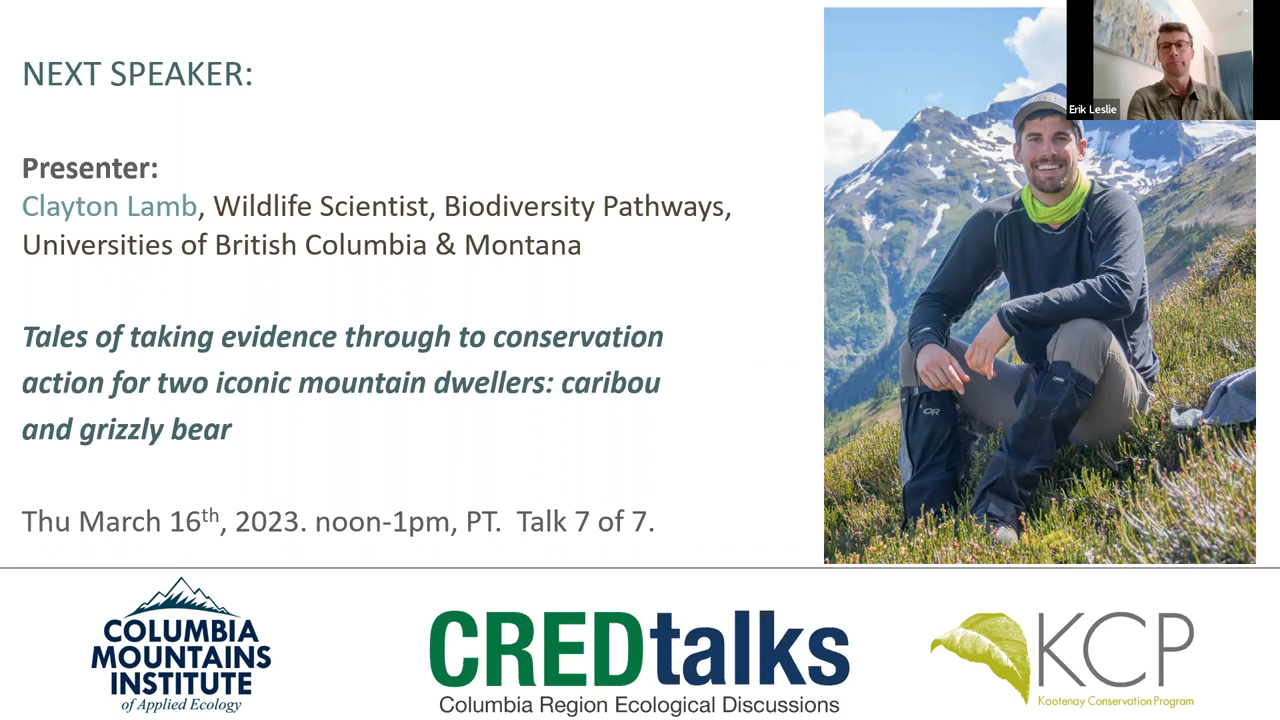 NEXT SPEAKER:
Presenter:
Clayton Lamb, Wildlife Scientist, Biodiversity Pathways,
Universities of British Columbia & Montana
Tales of taking evidence through to conservation
action for two iconic mountain dwellers: caribou
and grizzly bear
Thu March 16th, 2023. noon-1pm, PT. Talk 7 of 7.
Erik Leslie
OR
COLUMBIA
MOUNTAINS
INSTITUTE
of Applied Ecology
CREDtalks
Columbia Region Ecological Discussions
KCP
Kootenay Conservation Program